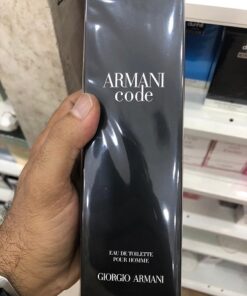 ARMANI
code
EAU DE TOILETTE
POUR HOMME
GIORGIO ARMANI